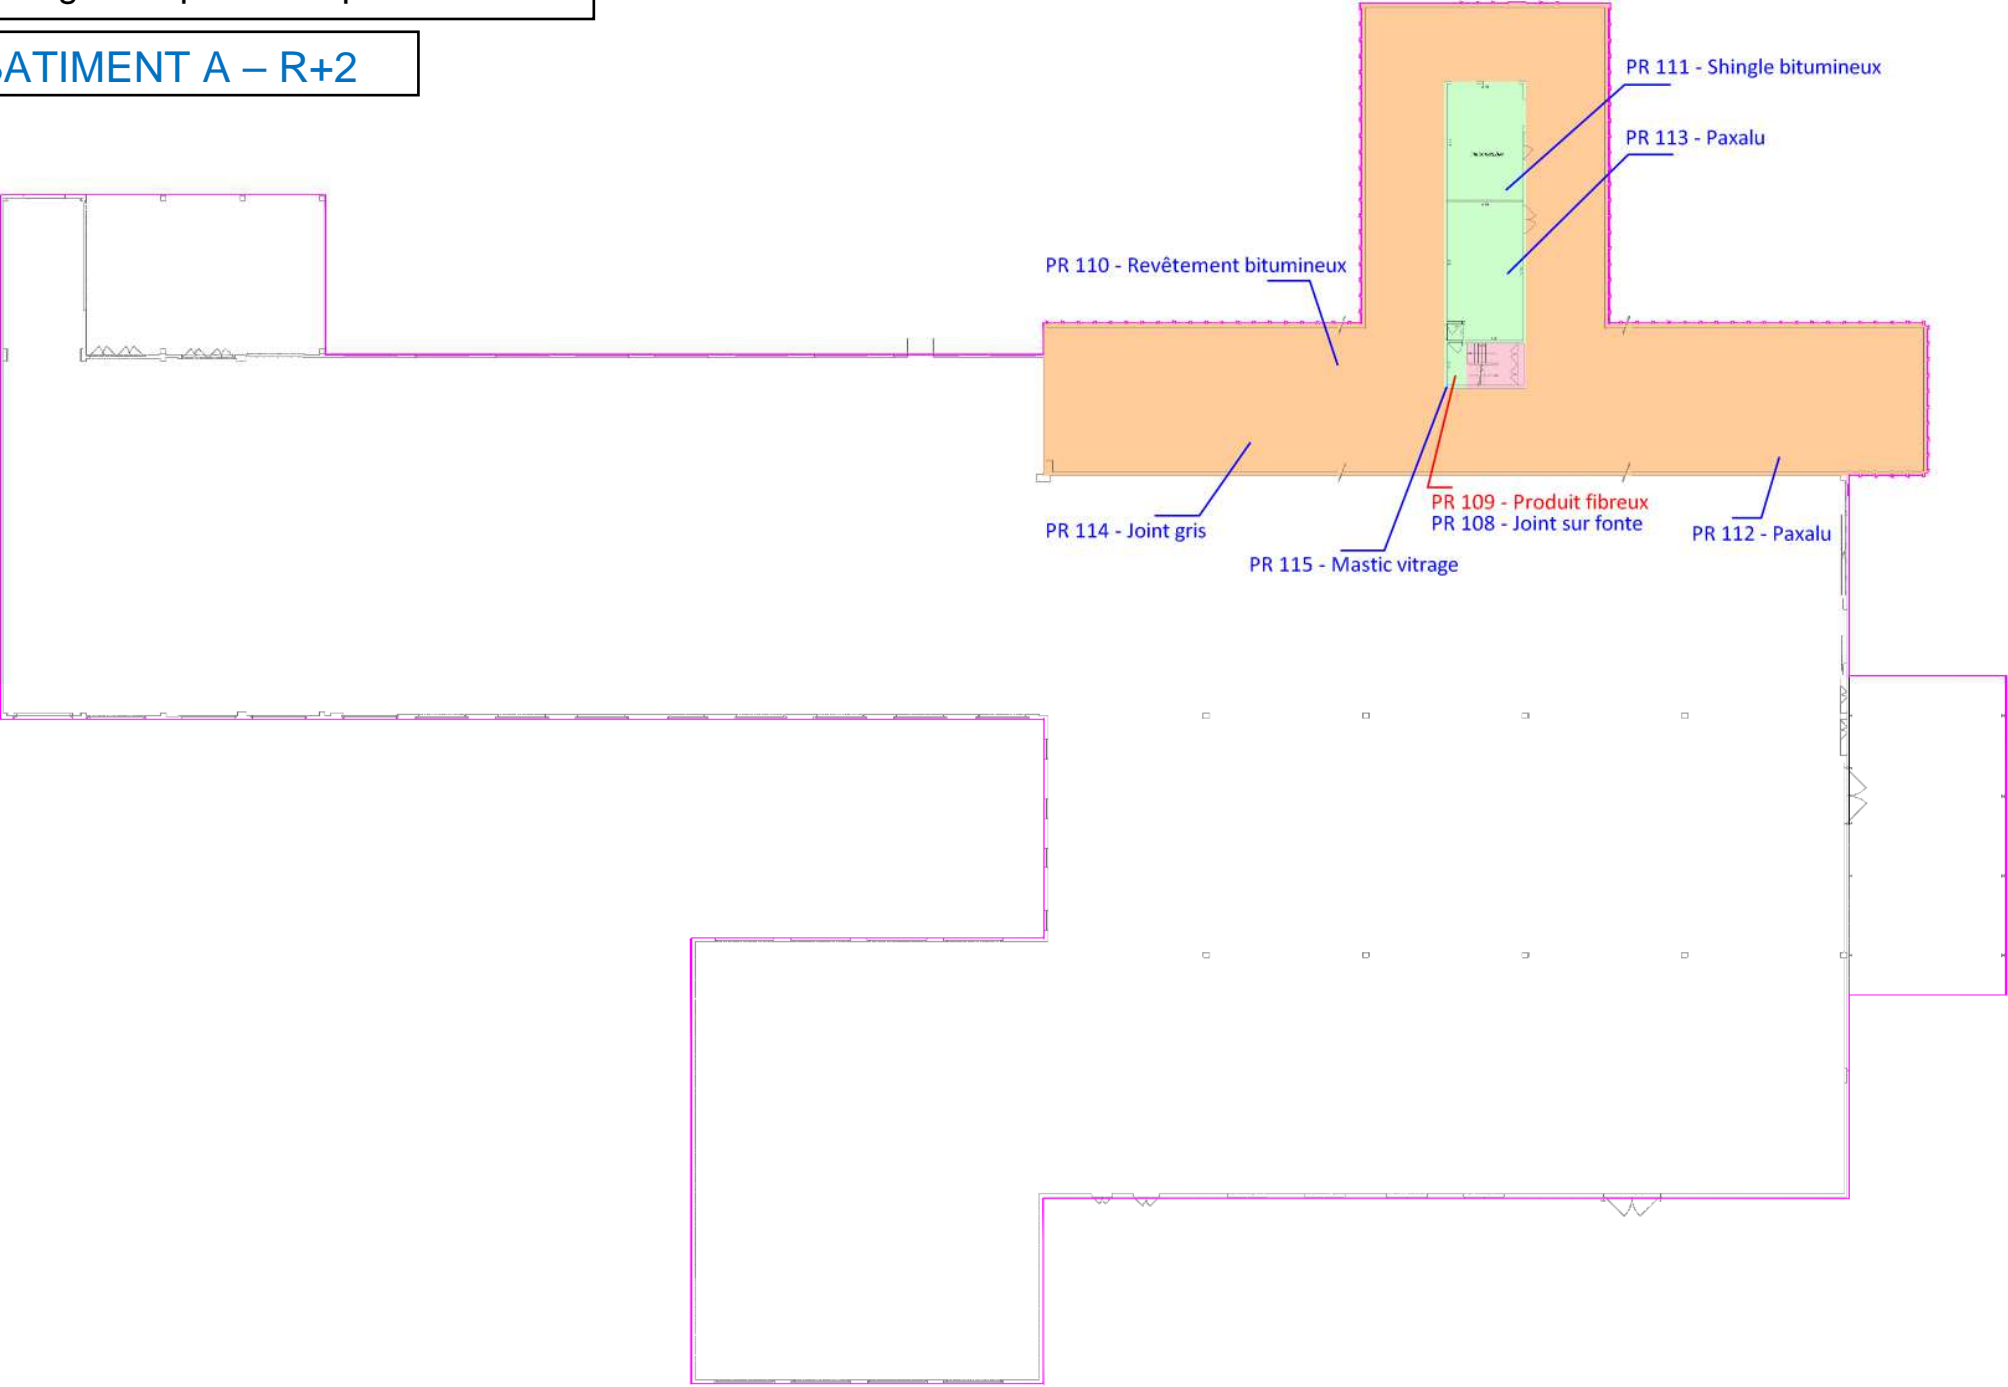 BATIMENT A – R+2
PR 111 - Shingle bitumineux
PR 113 - Paxalu
PR 110 - Revêtement bitumineux
PR 109 - Produit fibreux
PR 108 - Joint sur fonte
PR 114 - Joint gris
PR 112 - Paxalu
PR 115 - Mastic vitrage